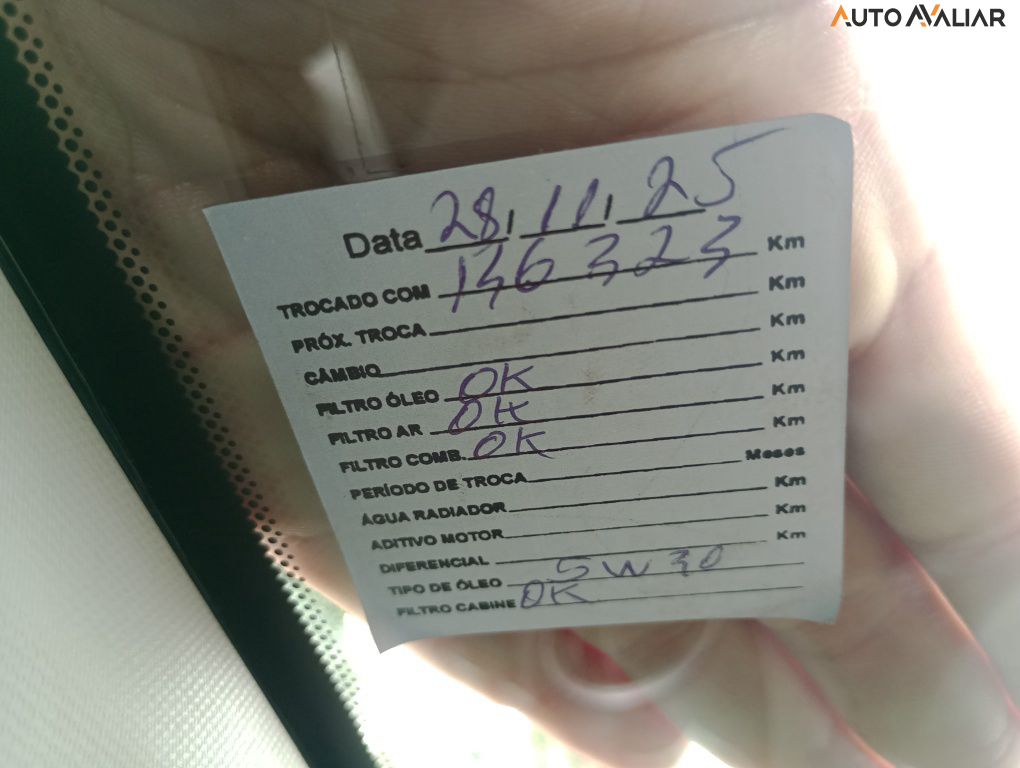 AUTO AVALIAR
Data 28/11/25
TROCADO COM 136323 Km
PRÓX. TROCA Km
CÂMBIO Km
FILTRO ÓLEO OK Km
FILTRO AR OK Km
FILTRO COMB. OK Km
PERÍODO DE TROCA Meses
ÁGUA RADIADOR Km
ADITIVO MOTOR Km
DIFERENCIAL Km
TIPO DE ÓLEO 5W30
FILTRO CABINE OK